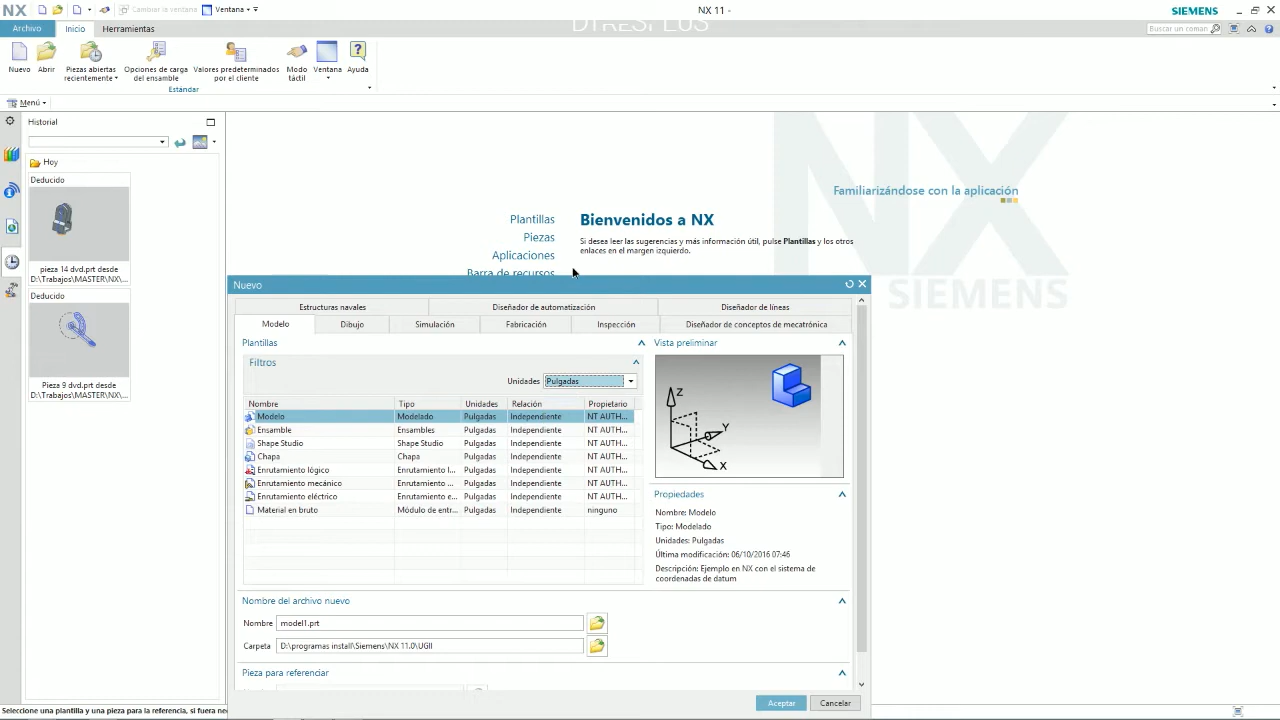 NX
Cambiar la ventana
Ventana
NX 11 -
SIEMENS
DTRESPLUS
Archivo
Inicio
Herramientas
Buscar un coman
Nuevo
Abrir
Piezas abiertas
recientemente
Opciones de carga
del ensamble
Valores predeterminados
por el cliente
Modo
táctil
Ventana
Ayuda
Estándar
Menú
Historial
Hoy
Deducido
pieza 14 dvd.prt desde
D:\Trabajos\MASTER\NX\...
Deducido
Pieza 9 dvd.prt desde
D:\Trabajos\MASTER\NX\...
NX
SIEMENS
Familiarizándose con la aplicación
Plantillas
Piezas
Aplicaciones
Barra de recursos
Bienvenidos a NX
Si desea leer las sugerencias y más información útil, pulse Plantillas y los otros
enlaces en el margen izquierdo.
Nuevo
Estructuras navales
Diseñador de automatización
Diseñador de líneas
Modelo
Dibujo
Simulación
Fabricación
Inspección
Diseñador de conceptos de mecatrónica
Plantillas
Filtros
Unidades Pulgadas
Nombre Tipo Unidades Relación Propietario
Modelo Modelado Pulgadas Independiente NT AUTH...
Ensamble Ensambles Pulgadas Independiente NT AUTH...
Shape Studio Shape Studio Pulgadas Independiente NT AUTH...
Chapa Chapa Pulgadas Independiente NT AUTH...
Enrutamiento lógico Enrutamiento l... Pulgadas Independiente NT AUTH...
Enrutamiento mecánico Enrutamiento ... Pulgadas Independiente NT AUTH...
Enrutamiento eléctrico Enrutamiento e... Pulgadas Independiente NT AUTH...
Material en bruto Módulo de entr... Pulgadas Independiente ninguno
Vista preliminar
Z
Y
X
Propiedades
Nombre: Modelo
Tipo: Modelado
Unidades: Pulgadas
Última modificación: 06/10/2016 07:46
Descripción: Ejemplo en NX con el sistema de
coordenadas de datum
Nombre del archivo nuevo
Nombre model1.prt
Carpeta D:\programas install\Siemens\NX 11.0\UGII
Pieza para referenciar
Aceptar
Cancelar
Seleccione una plantilla y una pieza para la referencia, si fuera ne